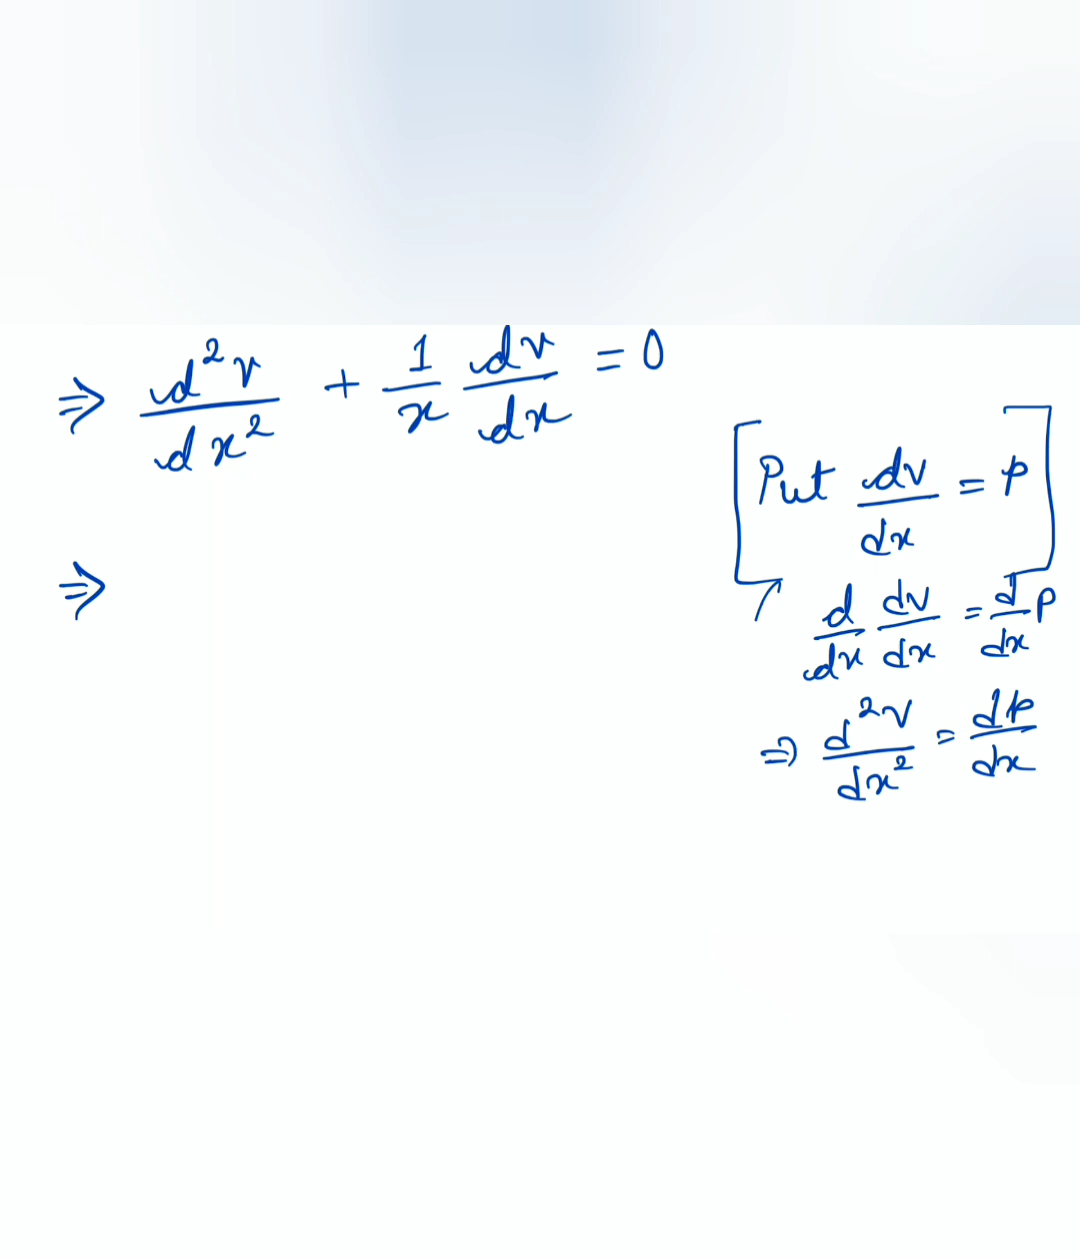 ⇒ d²v/dx² + 1/x dv/dx = 0
[Put dv/dx = p]
⇒
d/dx dv/dx = d/dx p
⇒ d²v/dx² = dp/dx